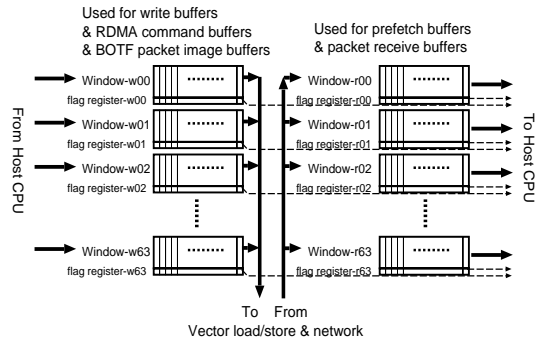 Used for write buffers
& RDMA command buffers
& BOTF packet image buffers
Used for prefetch buffers
& packet receive buffers
From Host CPU
Window-w00
flag register-w00
Window-w01
flag register-w01
Window-w02
flag register-w02
Window-w63
flag register-w63
Window-r00
flag register-r00
Window-r01
flag register-r01
Window-r02
flag register-r02
Window-r63
flag register-r63
To Host CPU
To From
Vector load/store & network